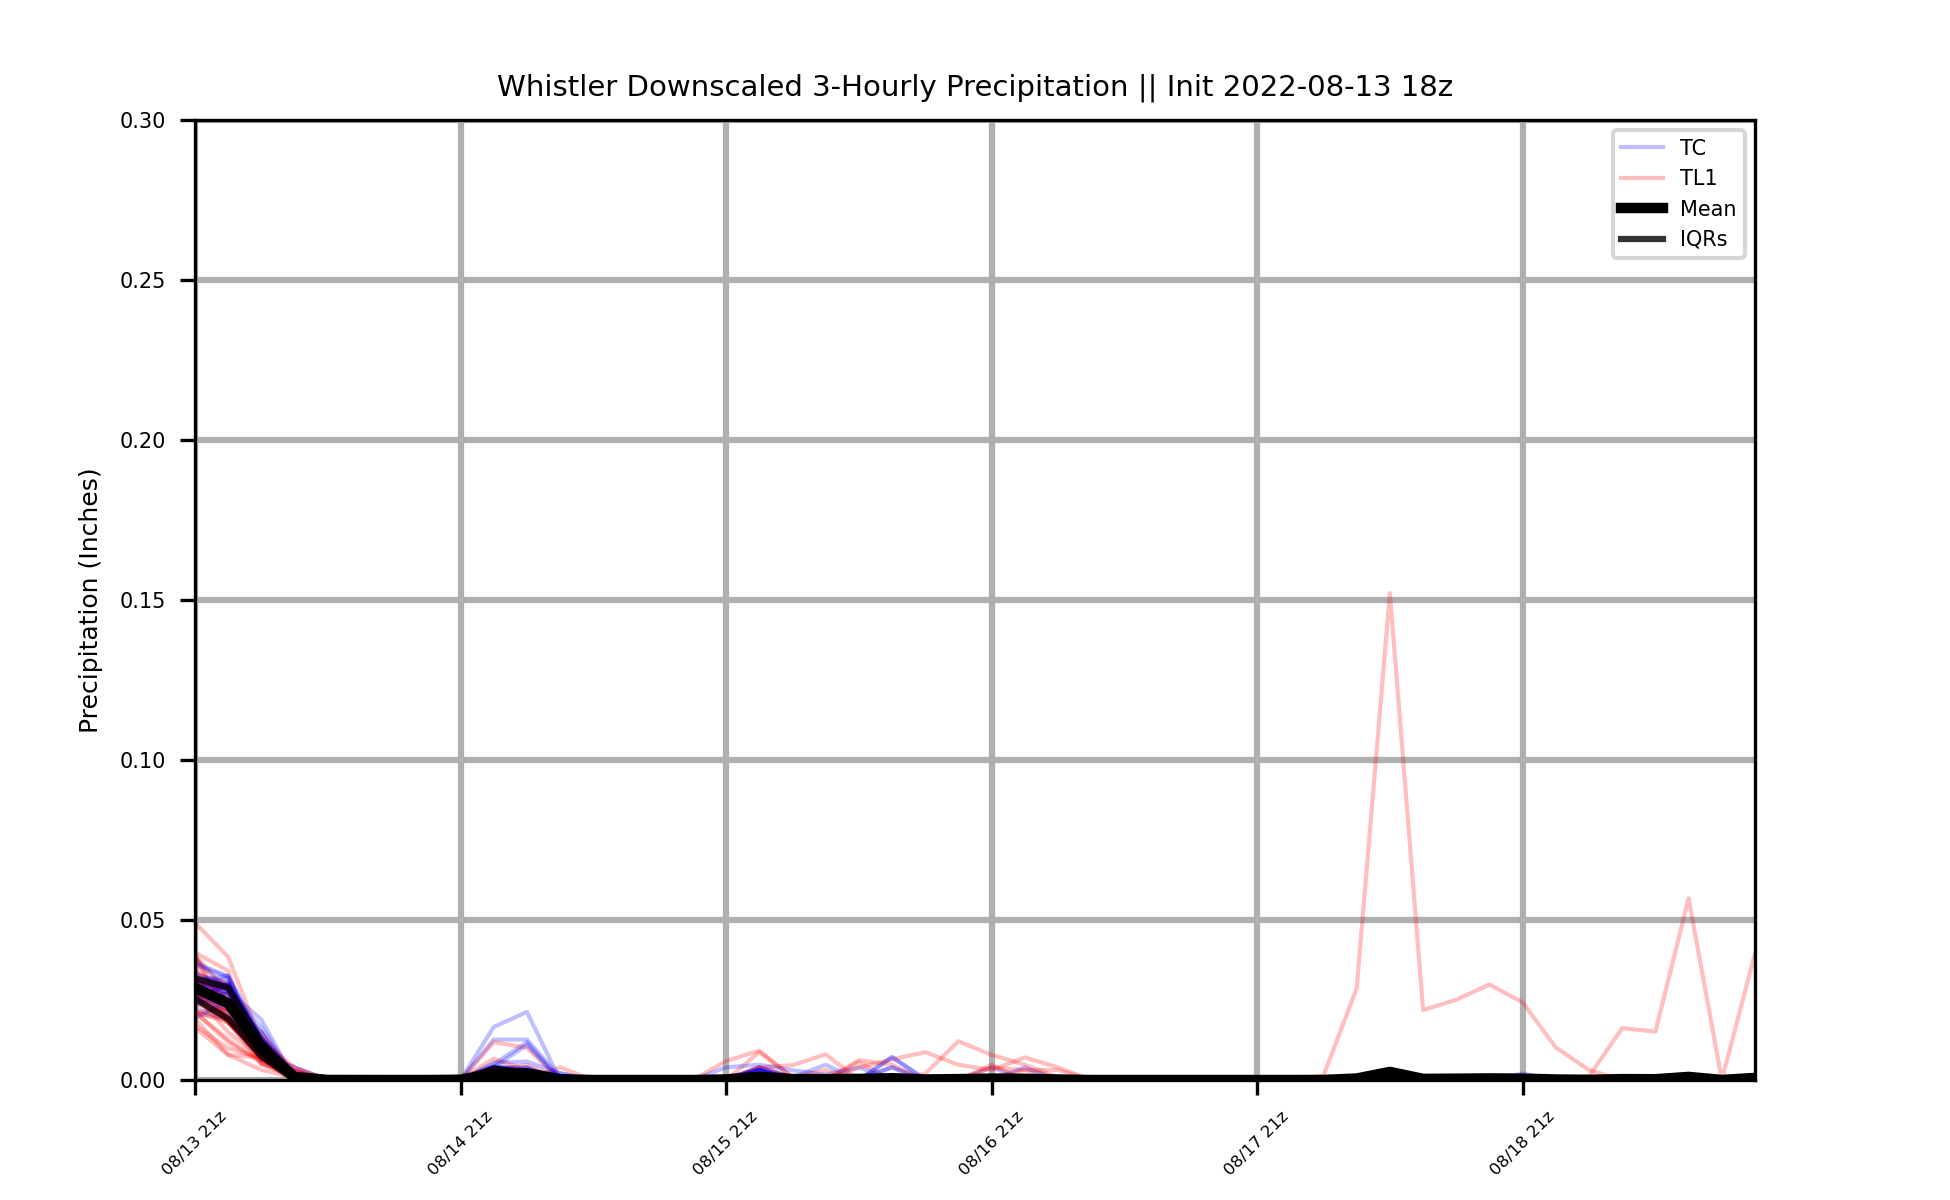 Whistler Downscaled 3-Hourly Precipitation || Init 2022-08-13 18z
0.30
0.25
0.20
0.15
0.10
0.05
0.00
Precipitation (Inches)
TC
TL1
Mean
IQRs
08/13 21z
08/14 21z
08/15 21z
08/16 21z
08/17 21z
08/18 21z